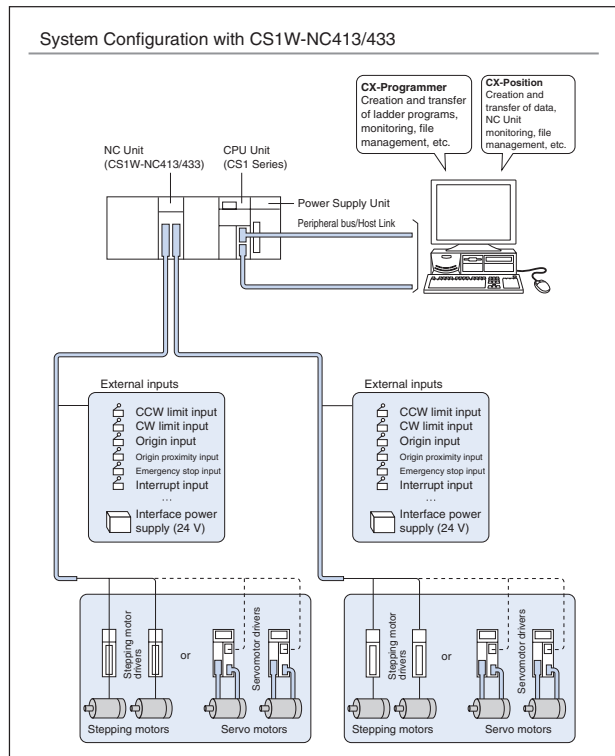 System Configuration with CS1W-NC413/433
CX-Programmer
Creation and transfer
of ladder programs,
monitoring, file
management, etc.
CX-Position
Creation and
transfer of data,
NC Unit
monitoring, file
management, etc.
NC Unit
(CS1W-NC413/433)
CPU Unit
(CS1 Series)
Power Supply Unit
Peripheral bus/Host Link
External inputs
CCW limit input
CW limit input
Origin input
Origin proximity input
Emergency stop input
Interrupt input
...
Interface power
supply (24 V)
External inputs
CCW limit input
CW limit input
Origin input
Origin proximity input
Emergency stop input
Interrupt input
...
Interface power
supply (24 V)
Stepping motor
drivers
or
Servomotor drivers
Stepping motors
Servo motors
Stepping motor
drivers
or
Servomotor drivers
Stepping motors
Servo motors